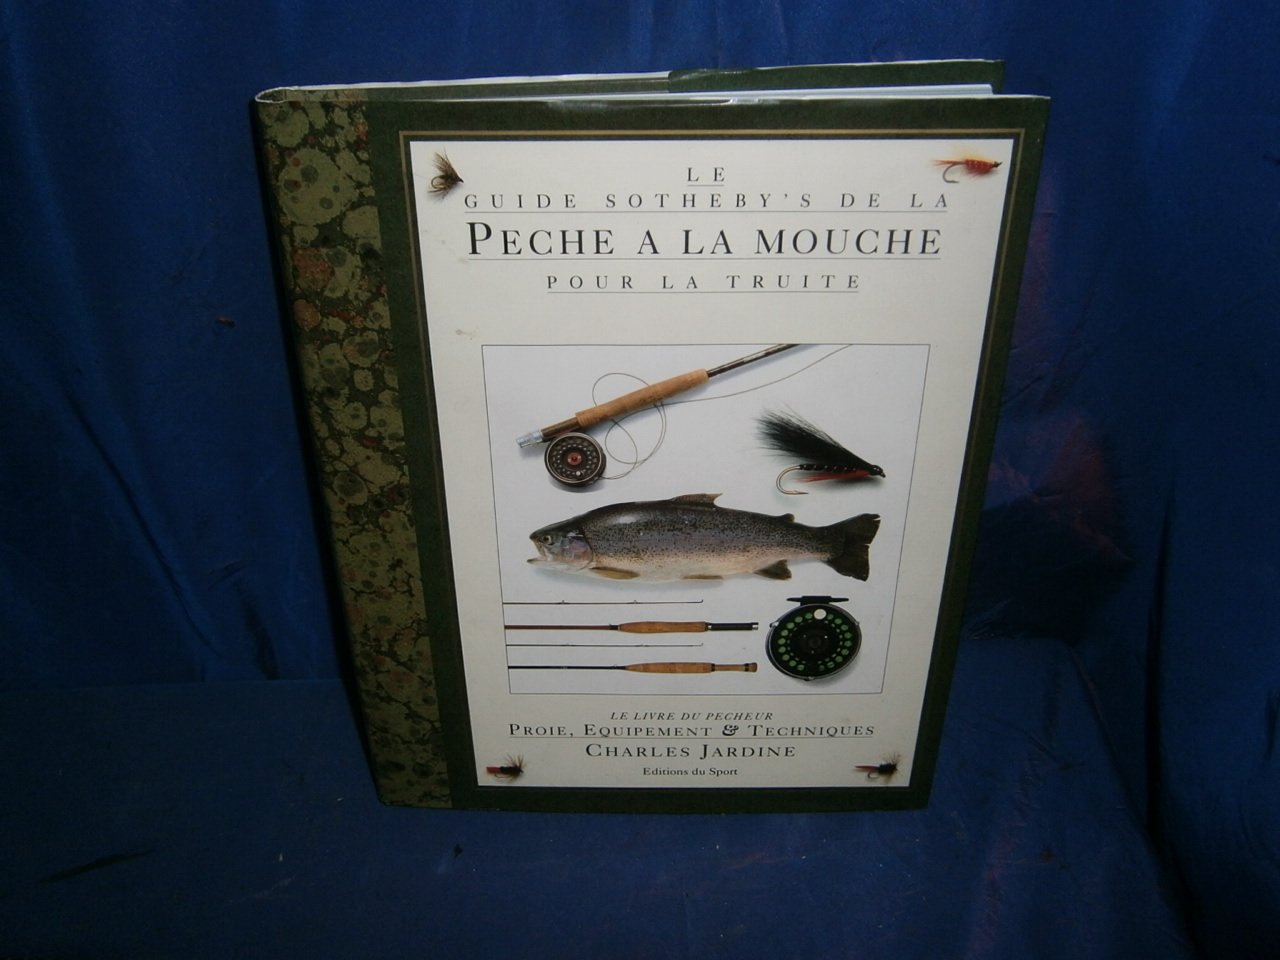 LE
GUIDE SOTHEBY'S DE LA
PECHE A LA MOUCHE
POUR LA TRUITE
LE LIVRE DU PECHEUR
PROIE, EQUIPEMENT & TECHNIQUES
CHARLES JARDINE
Editions du Sport